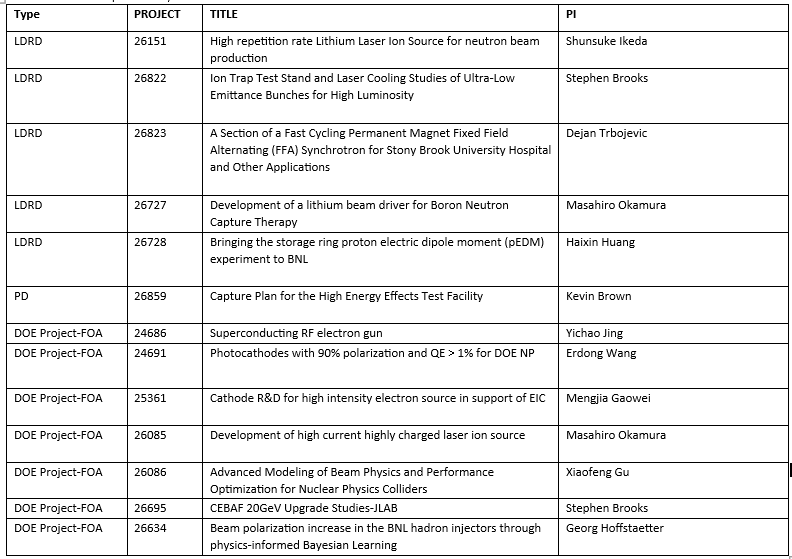 Type PROJECT TITLE PI
LDRD 26151 High repetition rate Lithium Laser Ion Source for neutron beam Shunsuke Ikeda
production
LDRD 26822 Ion Trap Test Stand and Laser Cooling Studies of Ultra-Low Stephen Brooks
Emittance Bunches for High Luminosity
LDRD 26823 A Section of a Fast Cycling Permanent Magnet Fixed Field Dejan Trbojevic
Alternating (FFA) Synchrotron for Stony Brook University Hospital
and Other Applications
LDRD 26727 Development of a lithium beam driver for Boron Neutron Masahiro Okamura
Capture Therapy
LDRD 26728 Bringing the storage ring proton electric dipole moment (pEDM) Haixin Huang
experiment to BNL
PD 26859 Capture Plan for the High Energy Effects Test Facility Kevin Brown
DOE Project-FOA 24686 Superconducting RF electron gun Yichao Jing
DOE Project-FOA 24691 Photocathodes with 90% polarization and QE > 1% for DOE NP Erdong Wang
DOE Project-FOA 25361 Cathode R&D for high intensity electron source in support of EIC Mengjia Gaowei
DOE Project-FOA 26085 Development of high current highly charged laser ion source Masahiro Okamura
DOE Project-FOA 26086 Advanced Modeling of Beam Physics and Performance Xiaofeng Gu
Optimization for Nuclear Physics Colliders
DOE Project-FOA 26695 CEBAF 20GeV Upgrade Studies-JLAB Stephen Brooks
DOE Project-FOA 26634 Beam polarization increase in the BNL hadron injectors through Georg Hoffstaetter
physics-informed Bayesian Learning